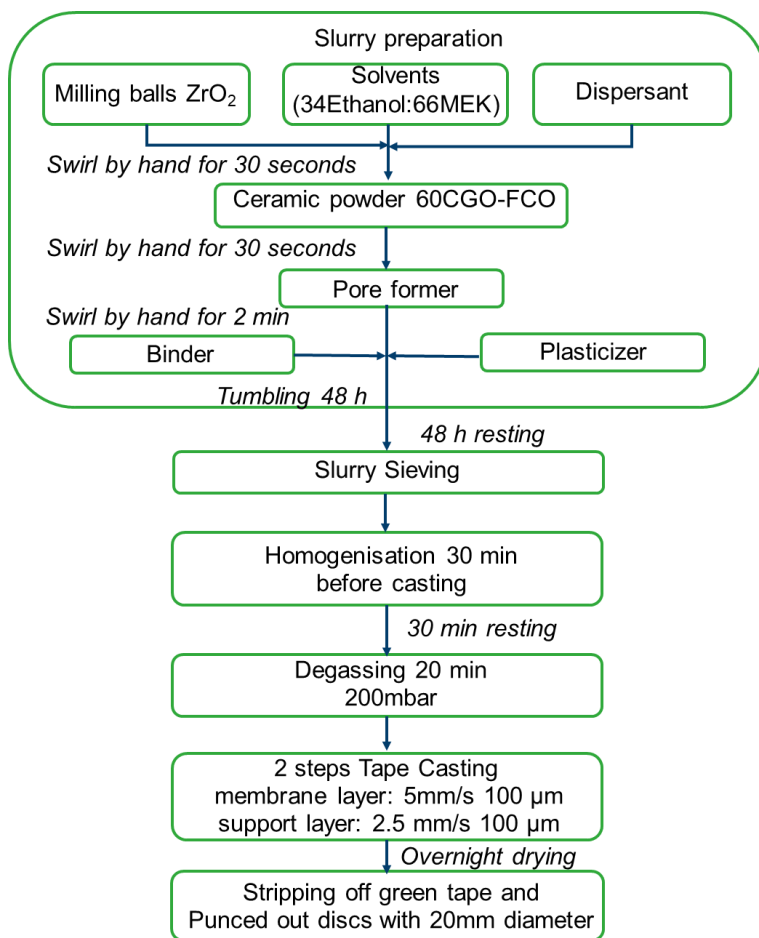 Slurry preparation
Milling balls ZrO₂
Solvents
(34Ethanol:66MEK)
Dispersant
Swirl by hand for 30 seconds
Ceramic powder 60CGO-FCO
Swirl by hand for 30 seconds
Pore former
Swirl by hand for 2 min
Binder
Plasticizer
Tumbling 48 h
48 h resting
Slurry Sieving
Homogenisation 30 min
before casting
30 min resting
Degassing 20 min
200mbar
2 steps Tape Casting
membrane layer: 5mm/s 100 µm
support layer: 2.5 mm/s 100 µm
Overnight drying
Stripping off green tape and
Punced out discs with 20mm diameter